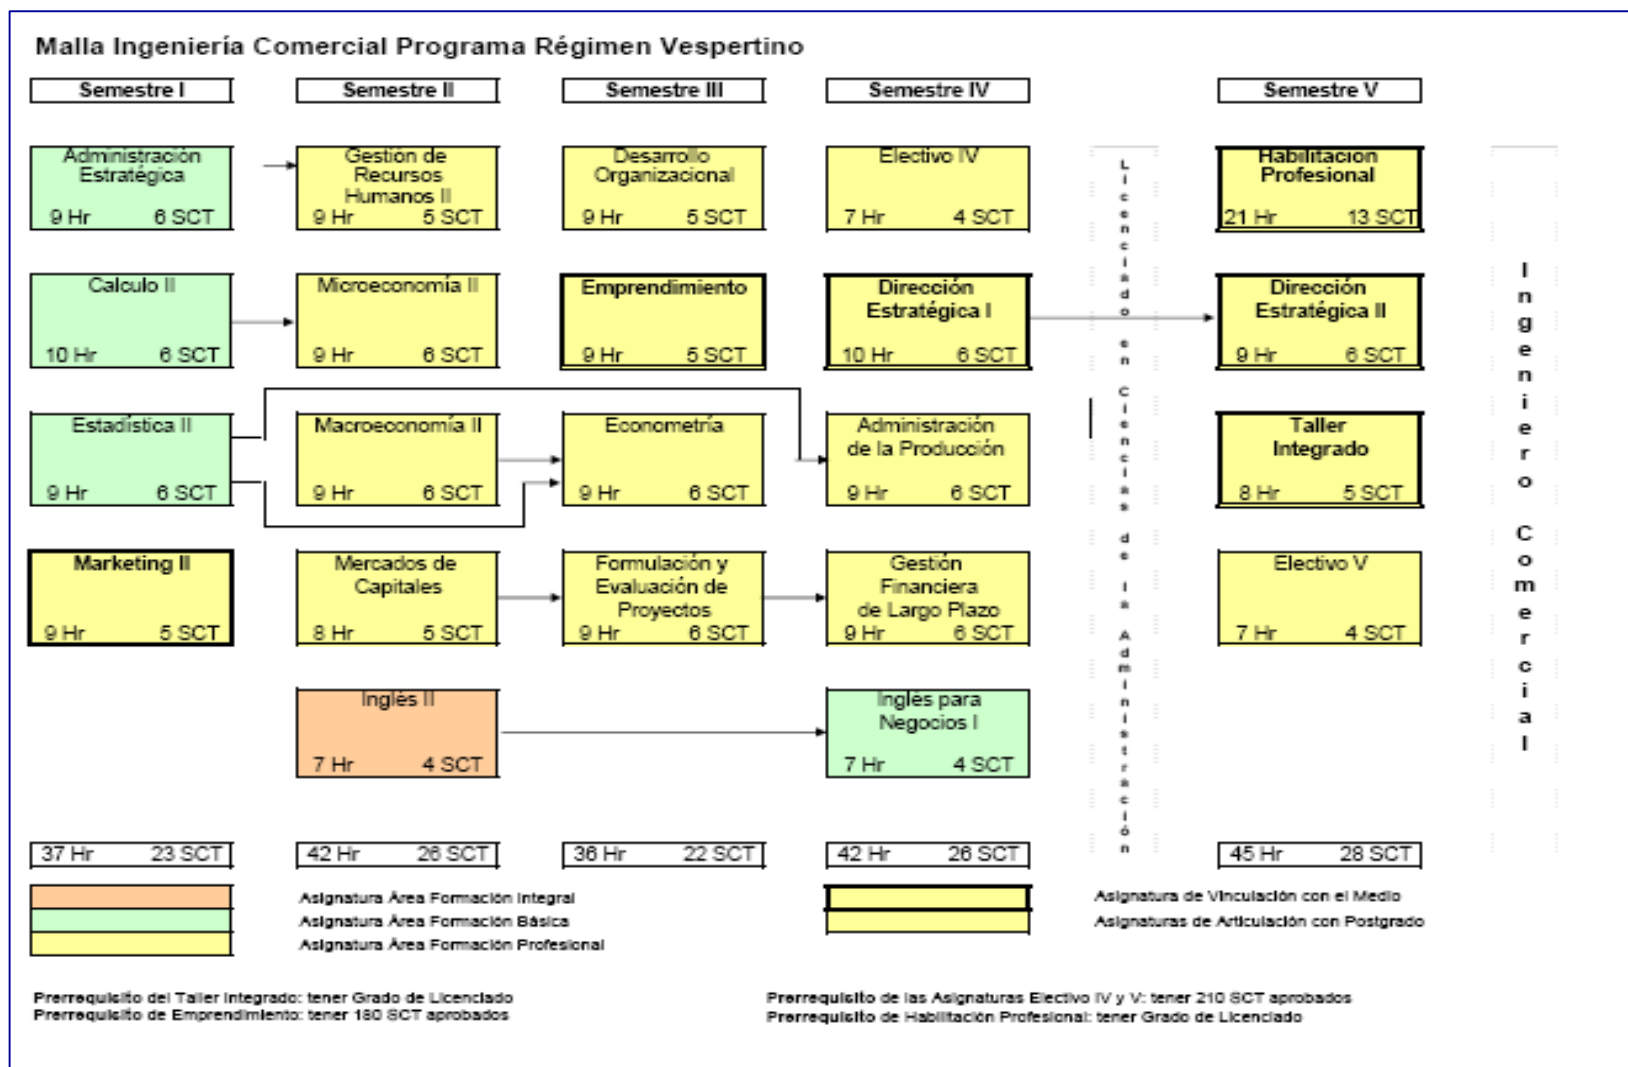 Malla Ingeniería Comercial Programa Régimen Vespertino
Semestre I
Semestre II
Semestre III
Semestre IV
Semestre V
Administración
Estratégica
9 Hr 6 SCT
Gestión de
Recursos
Humanos II
9 Hr 5 SCT
Desarrollo
Organizacional
9 Hr 5 SCT
Electivo IV
7 Hr 4 SCT
Habilitación
Profesional
21 Hr 13 SCT
Calculo II
10 Hr 6 SCT
Microeconomía II
9 Hr 6 SCT
Emprendimiento
9 Hr 5 SCT
Dirección
Estratégica I
10 Hr 6 SCT
Dirección
Estratégica II
9 Hr 6 SCT
Estadística II
9 Hr 6 SCT
Macroeconomía II
9 Hr 6 SCT
Econometría
9 Hr 6 SCT
Administración
de la Producción
9 Hr 6 SCT
Taller
Integrado
8 Hr 5 SCT
Marketing II
9 Hr 5 SCT
Mercados de
Capitales
8 Hr 5 SCT
Formulación y
Evaluación de
Proyectos
9 Hr 6 SCT
Gestión
Financiera
de Largo Plazo
9 Hr 6 SCT
Electivo V
7 Hr 4 SCT
Inglés II
7 Hr 4 SCT
Inglés para
Negocios I
7 Hr 4 SCT
Licenciado en Ciencias de la Administración
Ingeniero Comercial
37 Hr 23 SCT
42 Hr 26 SCT
36 Hr 22 SCT
42 Hr 26 SCT
45 Hr 28 SCT
Asignatura Área Formación Integral
Asignatura Área Formación Básica
Asignatura Área Formación Profesional
Asignatura de Vinculación con el Medio
Asignaturas de Articulación con Postgrado
Prerrequisito del Taller Integrado: tener Grado de Licenciado
Prerrequisito de Emprendimiento: tener 180 SCT aprobados
Prerrequisito de las Asignaturas Electivo IV y V: tener 210 SCT aprobados
Prerrequisito de Habilitación Profesional: tener Grado de Licenciado